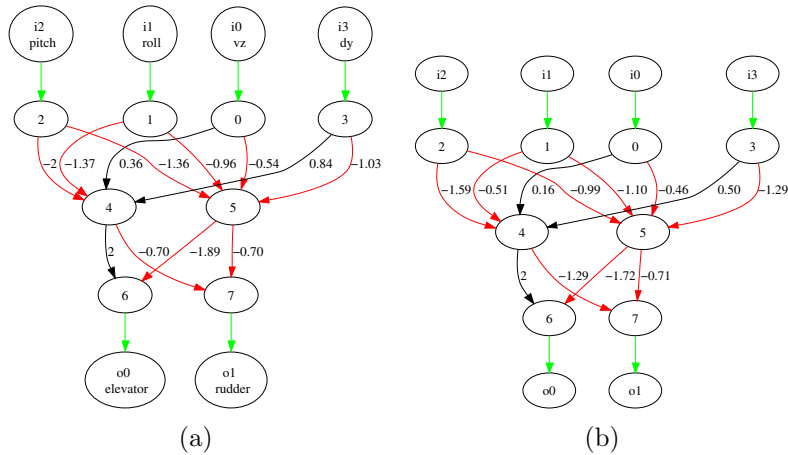 i2
pitch
i1
roll
i0
vz
i3
dy
2
1
0
3
−2
−1.37
0.36
−1.36
−0.96
−0.54
0.84
−1.03
4
5
2
−0.70
−1.89
−0.70
6
7
o0
elevator
o1
rudder
(a)
i2
i1
i0
i3
2
1
0
3
−1.59
−0.51
0.16
−0.99
−1.10
−0.46
0.50
−1.29
4
5
2
−1.29
−1.72
−0.71
6
7
o0
o1
(b)